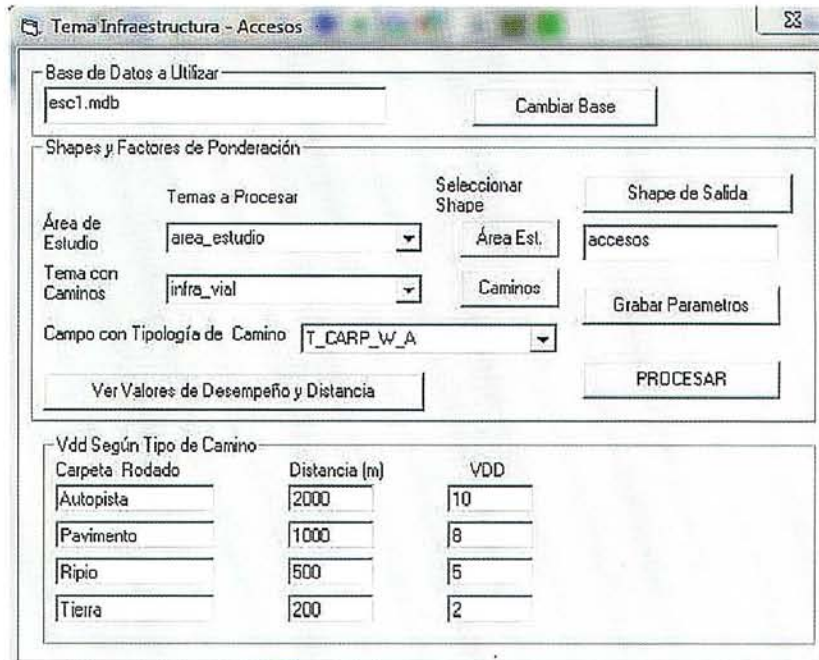 Tema Infraestructura - Accesos
Base de Datos a Utilizar
esc1.mdb
Cambiar Base
Shapes y Factores de Ponderación
Temas a Procesar
Seleccionar
Shape
Shape de Salida
Área de
Estudio
area_estudio
Área Est.
accesos
Tema con
Caminos
infra_vial
Caminos
Grabar Parametros
Campo con Tipología de Camino
T_CARP_W_A
Ver Valores de Desempeño y Distancia
PROCESAR
Vdd Según Tipo de Camino
Carpeta Rodado Distancia (m) VDD
Autopista 2000 10
Pavimento 1000 8
Ripio 500 5
Tierra 200 2